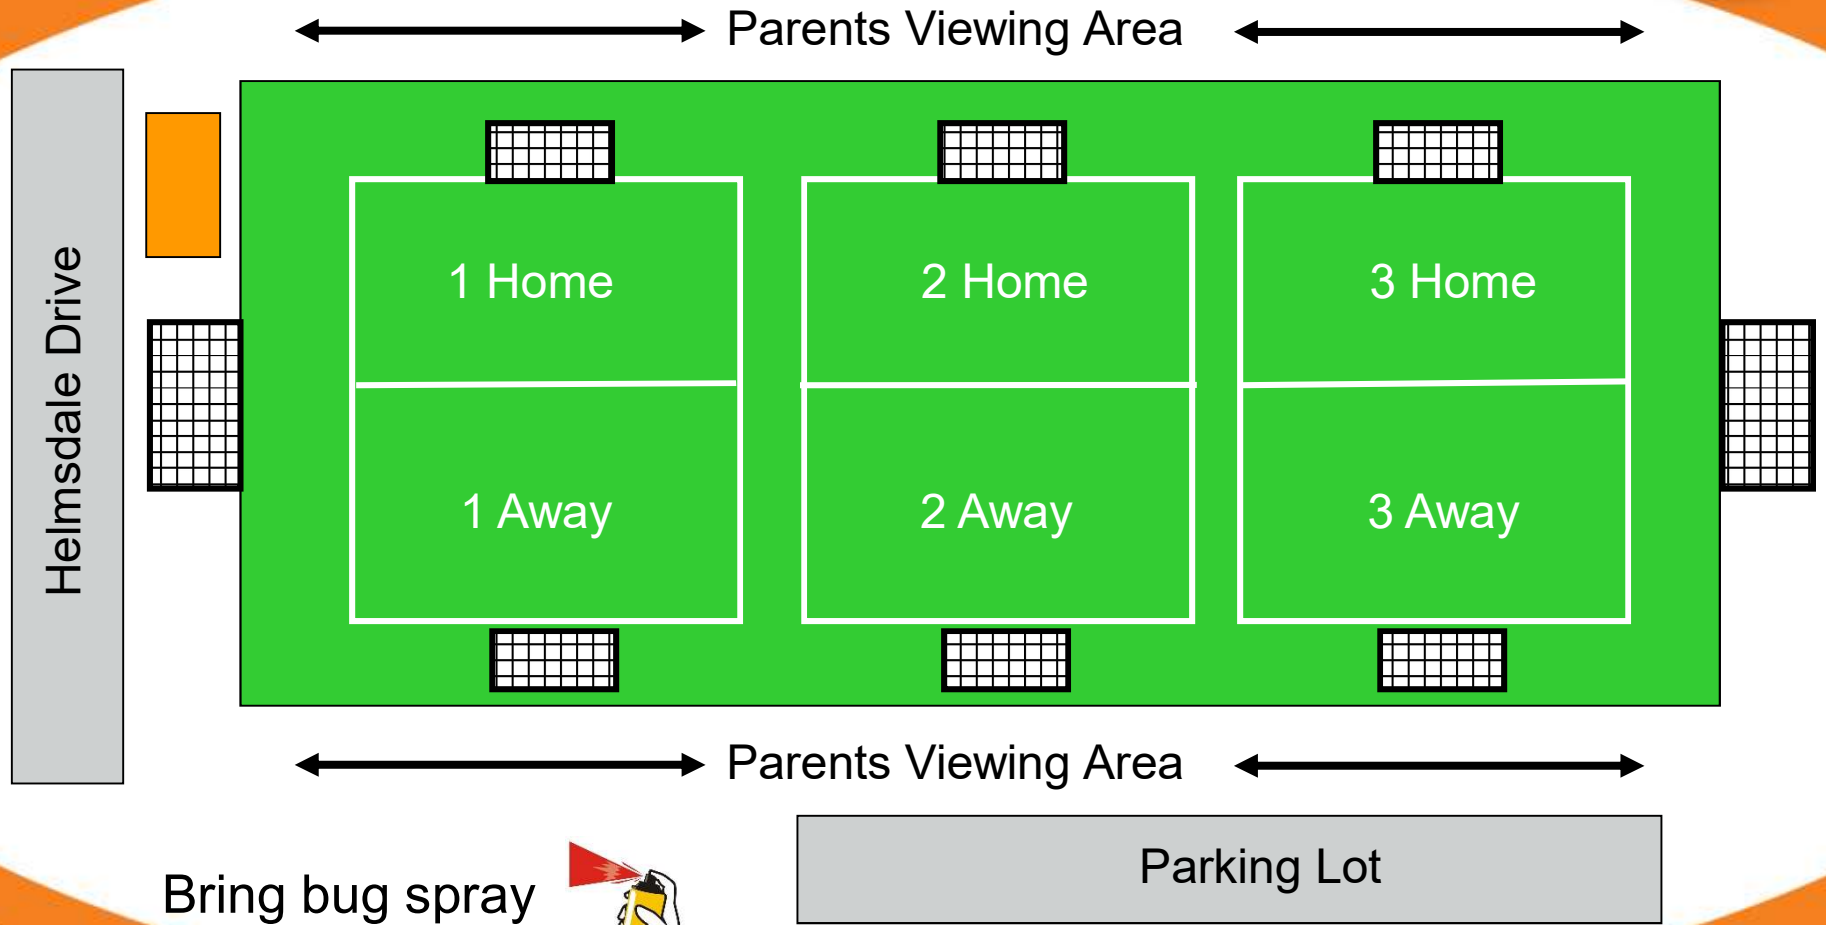 Parents Viewing Area
Helmsdale Drive
1 Home
2 Home
3 Home
1 Away
2 Away
3 Away
Parents Viewing Area
Parking Lot
Bring bug spray